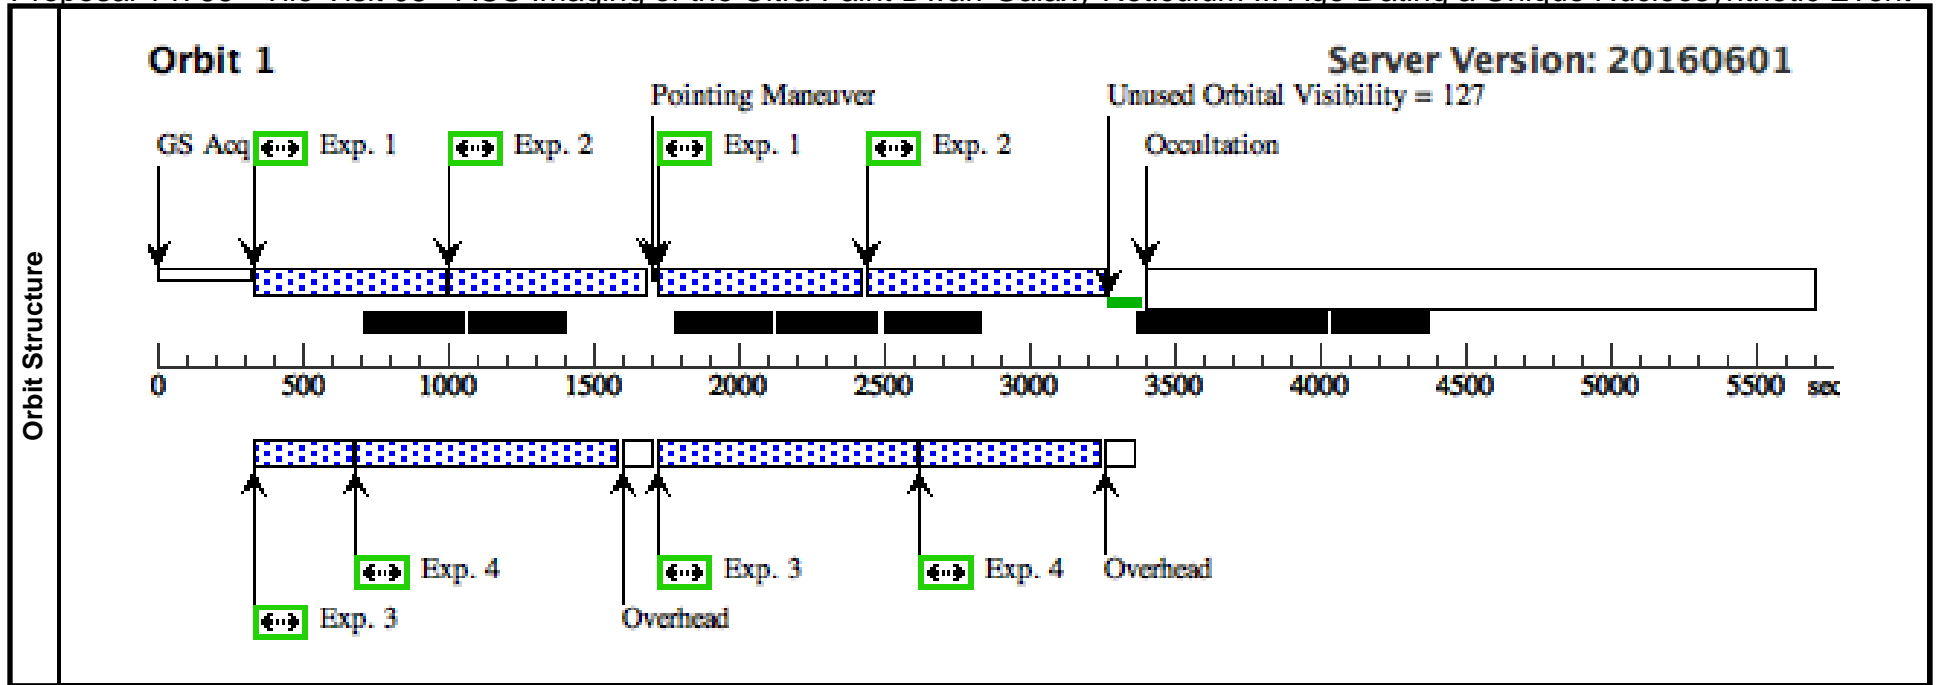 Orbit 1
Server Version: 20160601
Pointing Maneuver
Unused Orbital Visibility = 127
GS Acq
Exp. 1
Exp. 2
Exp. 1
Exp. 2
Occultation
Orbit Structure
0
500
1000
1500
2000
2500
3000
3500
4000
4500
5000
5500
sec
Exp. 4
Exp. 3
Exp. 4
Overhead
Exp. 3
Overhead